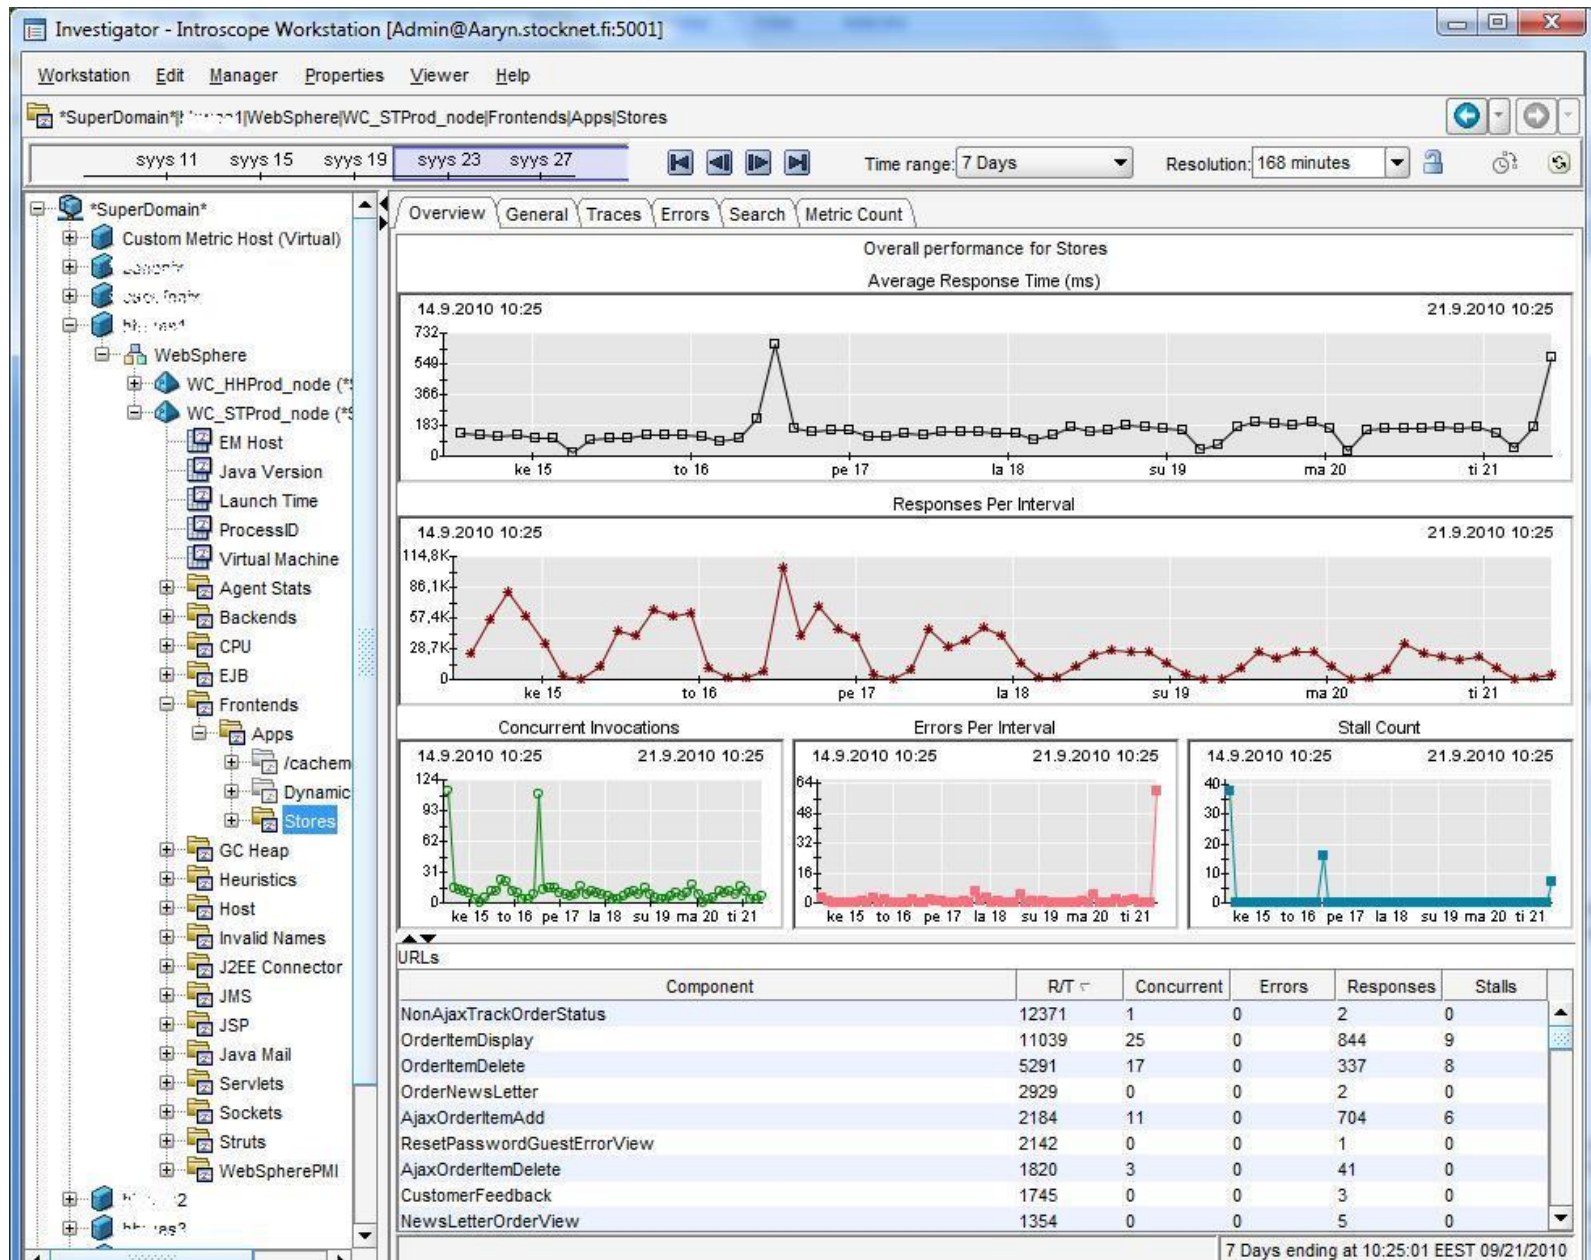 Investigator - Introscope Workstation [Admin@Aaryn.stocknet.fi:5001]
Workstation Edit Manager Properties Viewer Help
*SuperDomain*| 1|WebSphere|WC_STProd_node|Frontends|Apps|Stores
syys 11 syys 15 syys 19 syys 23 syys 27 Time range: 7 Days Resolution: 168 minutes
*SuperDomain*
Custom Metric Host (Virtual)
WebSphere
WC_HHProd_node (*
WC_STProd_node (*
EM Host
Java Version
Launch Time
ProcessID
Virtual Machine
Agent Stats
Backends
CPU
EJB
Frontends
Apps
/cachem
Dynamic
Stores
GC Heap
Heuristics
Host
Invalid Names
J2EE Connector
JMS
JSP
Java Mail
Servlets
Sockets
Struts
WebSpherePMI
2
Overview General Traces Errors Search Metric Count
Overall performance for Stores
Average Response Time (ms)
14.9.2010 10:25 21.9.2010 10:25
732
549
366
183
0
ke 15 to 16 pe 17 la 18 su 19 ma 20 ti 21
Responses Per Interval
14.9.2010 10:25 21.9.2010 10:25
114,8K
86,1K
57,4K
28,7K
0
ke 15 to 16 pe 17 la 18 su 19 ma 20 ti 21
Concurrent Invocations
14.9.2010 10:25 21.9.2010 10:25
124
93
62
31
0
ke 15 to 16 pe 17 la 18 su 19 ma 20 ti 21
Errors Per Interval
14.9.2010 10:25 21.9.2010 10:25
64
48
32
16
0
ke 15 to 16 pe 17 la 18 su 19 ma 20 ti 21
Stall Count
14.9.2010 10:25 21.9.2010 10:25
40
30
20
10
0
ke 15 to 16 pe 17 la 18 su 19 ma 20 ti 21
URLs
Component R/T Concurrent Errors Responses Stalls
NonAjaxTrackOrderStatus 12371 1 0 2 0
OrderItemDisplay 11039 25 0 844 9
OrderItemDelete 5291 17 0 337 8
OrderNewsLetter 2929 0 0 2 0
AjaxOrderItemAdd 2184 11 0 704 6
ResetPasswordGuestErrorView 2142 0 0 1 0
AjaxOrderItemDelete 1820 3 0 41 0
CustomerFeedback 1745 0 0 3 0
NewsLetterOrderView 1354 0 0 5 0
7 Days ending at 10:25:01 EEST 09/21/2010